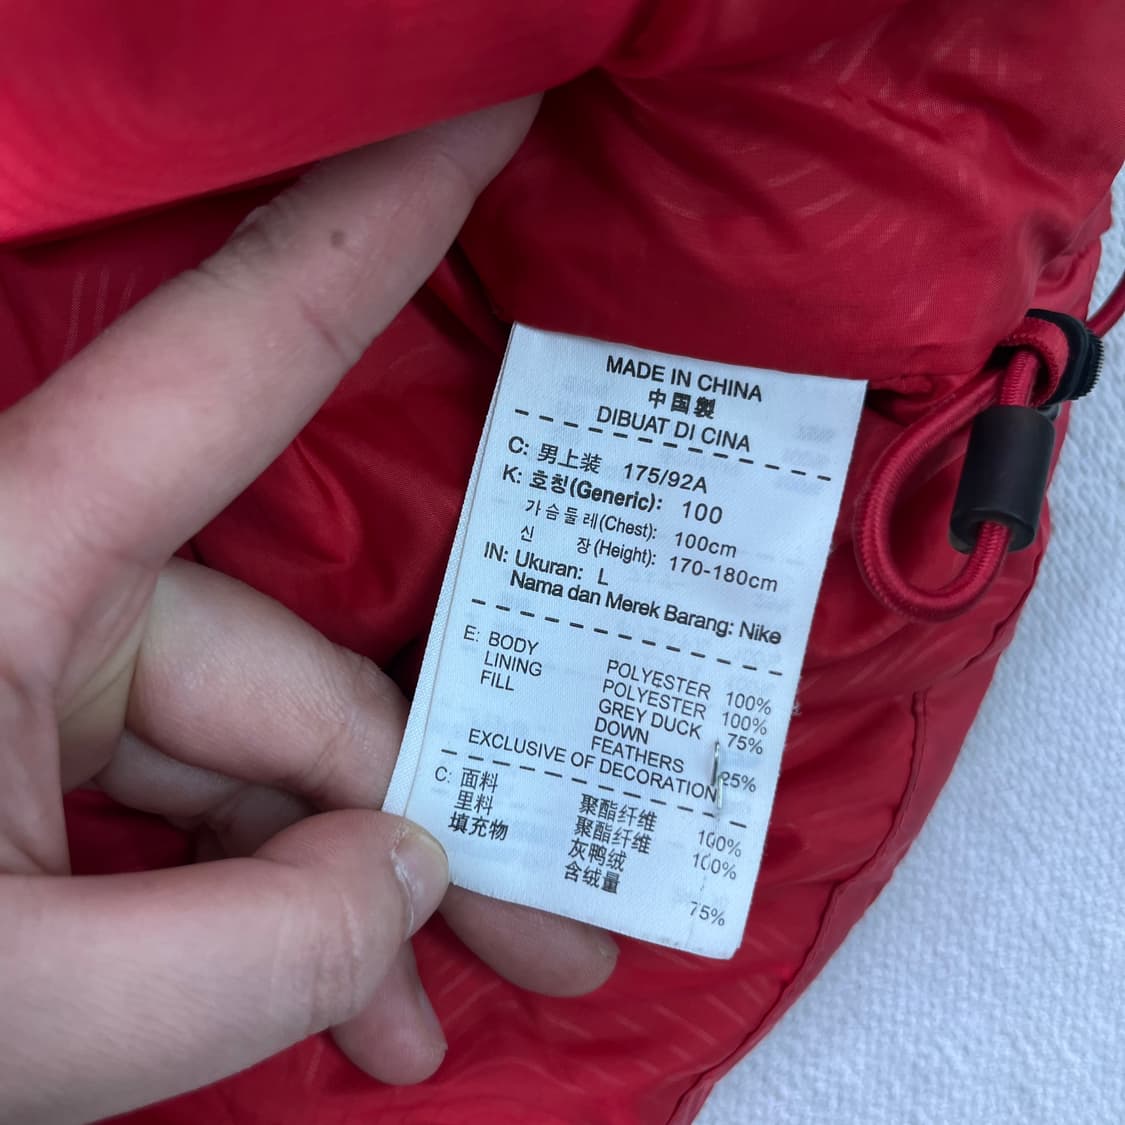 MADE IN CHINA
中国製
DIBUAT DI CINA
C: 男上装 175/92A
K: 호칭(Generic): 100
가슴둘레(Chest): 100cm
신 장(Height): 170-180cm
IN: Ukuran: L
Nama dan Merek Barang: Nike
E: BODY POLYESTER 100%
LINING POLYESTER 100%
FILL GREY DUCK 75%
DOWN
FEATHERS 25%
EXCLUSIVE OF DECORATION
C: 面料 聚酯纤维 100%
里料 聚酯纤维 100%
填充物 灰鸭绒
含绒量 75%